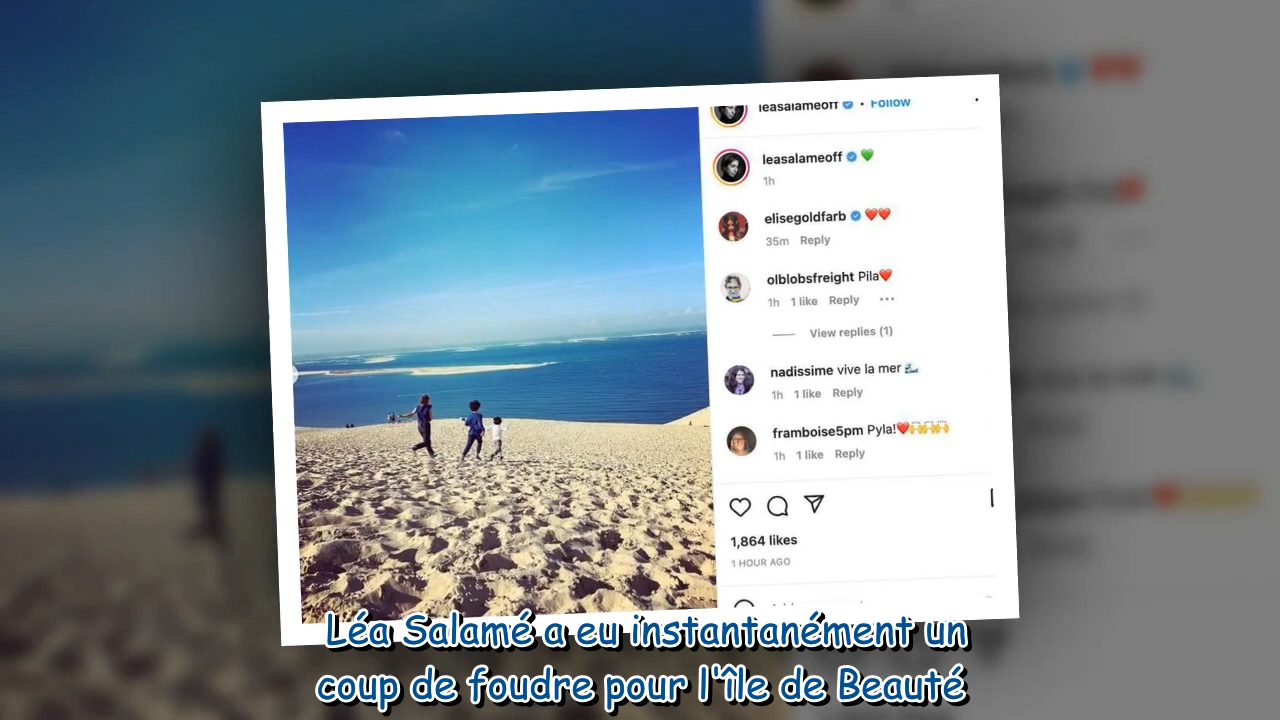 leasalameoff • Follow
leasalameoff 💚
1h
elisegoldfarb ❤️❤️
35m Reply
olblobsfreight Pila❤️
1h 1 like Reply ...
View replies (1)
nadissime vive la mer 🌊
1h 1 like Reply
framboise5pm Pyla!❤️🙌🙌🙌
1h 1 like Reply
1,864 likes
1 HOUR AGO
Léa Salamé a eu instantanément un
coup de foudre pour l'île de Beauté